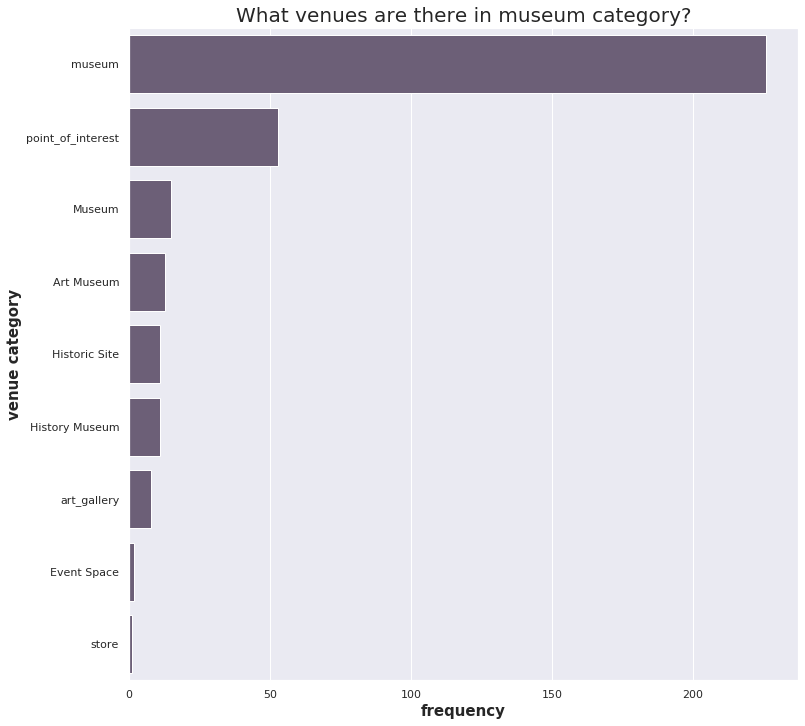 What venues are there in museum category?
museum
point_of_interest
Museum
Art Museum
Historic Site
History Museum
art_gallery
Event Space
store
venue category
0 50 100 150 200
frequency